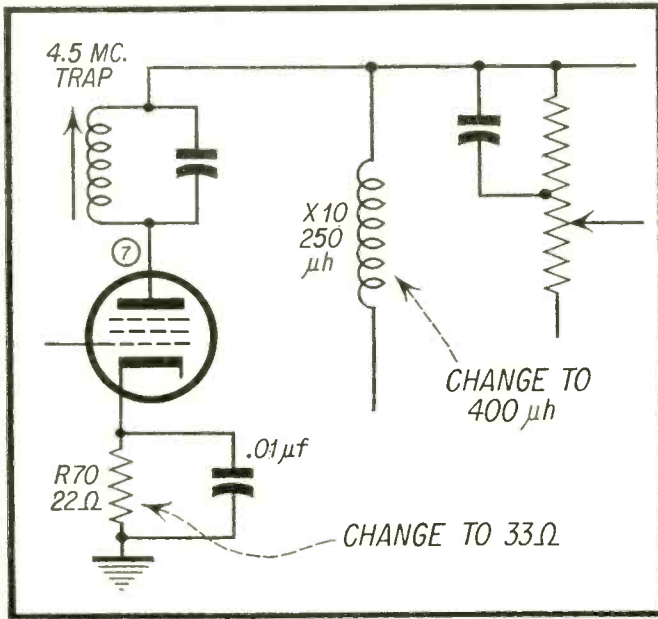 4.5 MC.
TRAP
X10
250
μh
7
CHANGE TO
400 μh
.01μf
R70
22Ω
CHANGE TO 33Ω